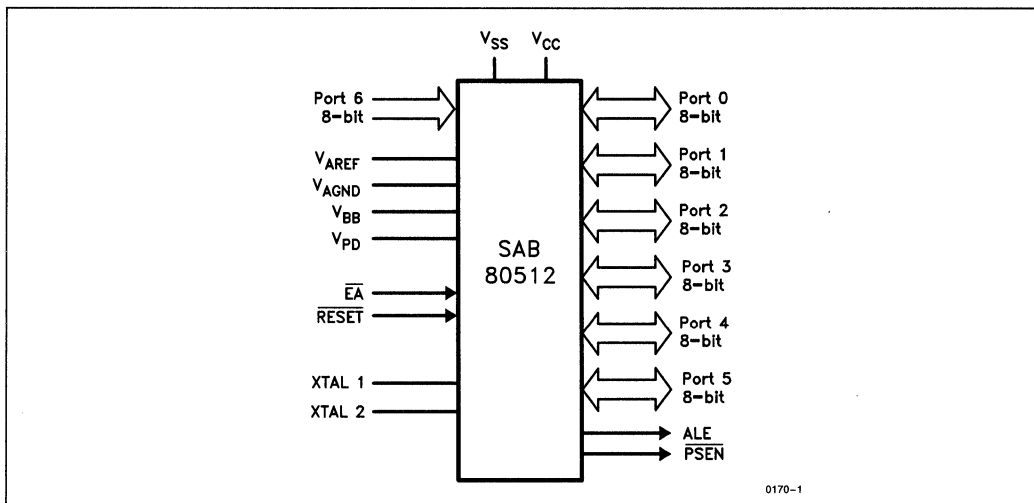 VSS VCC
Port 6
8-bit
VAREF
VAGND
VBB
VPD
EA
RESET
XTAL 1
XTAL 2
SAB
80512
Port 0
8-bit
Port 1
8-bit
Port 2
8-bit
Port 3
8-bit
Port 4
8-bit
Port 5
8-bit
ALE
PSEN
0170-1